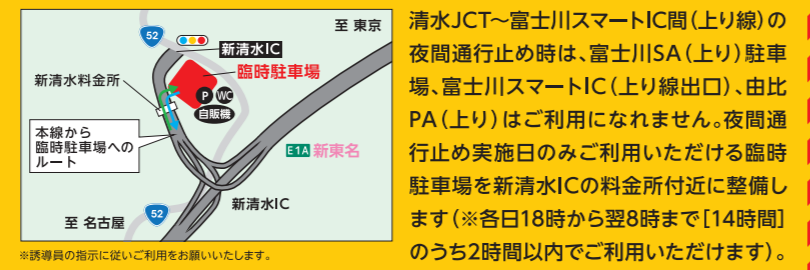 52
新清水IC
至 東京
臨時駐車場
新清水料金所
P
WC
自販機
本線から
臨時駐車場への
ルート
E1A 新東名
新清水IC
至 名古屋
52
※誘導員の指示に従いご利用をお願いいたします。
清水JCT～富士川スマートIC間(上り線)の
夜間通行止め時は、富士川SA(上り)駐車
場、富士川スマートIC(上り線出口)、由比
PA(上り)はご利用になれません。夜間通
行止め実施日のみご利用いただける臨時
駐車場を新清水ICの料金所付近に整備し
ます(※各日18時から翌8時まで[14時間]
のうち2時間以内でご利用いただけます)。